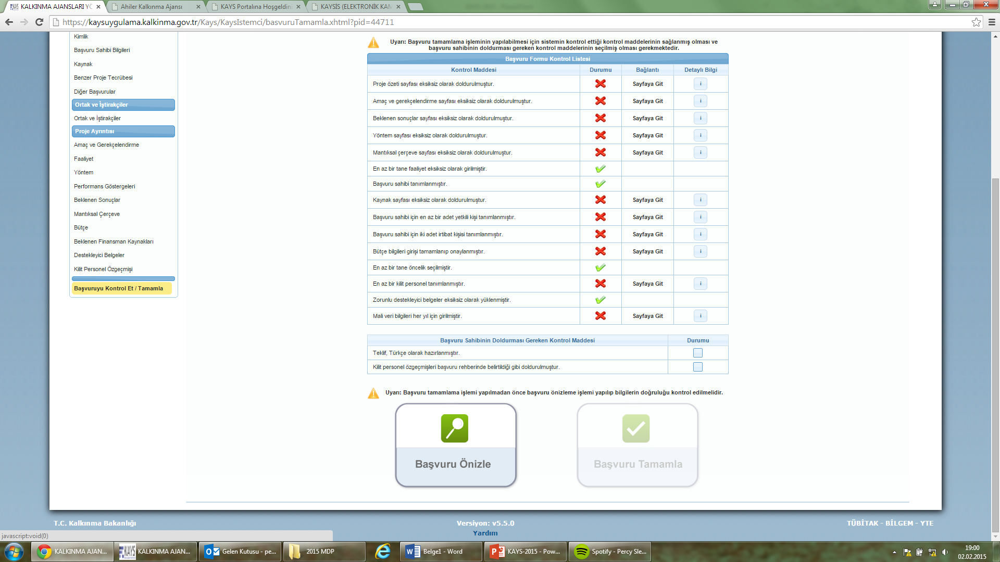 KALKINMA AJANSLARI YÖ
Ahiler Kalkınma Ajansı
KAYS Portalına Hoşgeldini
KAYSİS (ELEKTRONİK KAM
https://kaysuygulama.kalkinma.gov.tr/Kays/KaysIstemci/basvuruTamamla.xhtml?pid=44711
Kimlik
Başvuru Sahibi Bilgileri
Kaynak
Benzer Proje Tecrübesi
Diğer Başvurular
Ortak ve İştirakçiler
Ortak ve İştirakçiler
Proje Ayrıntısı
Amaç ve Gerekçelendirme
Faaliyet
Yöntem
Performans Göstergeleri
Beklenen Sonuçlar
Mantıksal Çerçeve
Bütçe
Beklenen Finansman Kaynakları
Destekleyici Belgeler
Kilit Personel Özgeçmişi
Başvuruyu Kontrol Et / Tamamla
Uyarı: Başvuru tamamlama işleminin yapılabilmesi için sistemin kontrol ettiği kontrol maddelerinin sağlanmış olması ve
başvuru sahibinin doldurması gereken kontrol maddelerinin seçilmiş olması gerekmektedir.
Başvuru Formu Kontrol Listesi
Kontrol Maddesi Durumu Bağlantı Detaylı Bilgi
Proje özeti sayfası eksiksiz olarak doldurulmuştur. Sayfaya Git i
Amaç ve gerekçelendirme sayfası eksiksiz olarak doldurulmuştur. Sayfaya Git i
Beklenen sonuçlar sayfası eksiksiz olarak doldurulmuştur. Sayfaya Git i
Yöntem sayfası eksiksiz olarak doldurulmuştur. Sayfaya Git i
Mantıksal çerçeve sayfası eksiksiz olarak doldurulmuştur. Sayfaya Git i
En az bir tane faaliyet eksiksiz olarak girilmiştir.
Başvuru sahibi tanımlanmıştır.
Kaynak sayfası eksiksiz olarak doldurulmuştur. Sayfaya Git i
Başvuru sahibi için en az bir adet yetkili kişi tanımlanmıştır. Sayfaya Git i
Başvuru sahibi için iki adet irtibat kişisi tanımlanmıştır. Sayfaya Git i
Bütçe bilgileri girişi tamamlanıp onaylanmıştır. Sayfaya Git i
En az bir tane öncelik seçilmiştir.
En az bir kilit personel tanımlanmıştır. Sayfaya Git i
Zorunlu destekleyici belgeler eksiksiz olarak yüklenmiştir.
Mali veri bilgileri her yıl için girilmiştir. Sayfaya Git i
Başvuru Sahibinin Doldurması Gereken Kontrol Maddesi Durumu
Teklif, Türkçe olarak hazırlanmıştır.
Kilit personel özgeçmişleri başvuru rehberinde belirtildiği gibi doldurulmuştur.
Uyarı: Başvuru tamamlama işlemi yapılmadan önce başvuru önizleme işlemi yapılıp bilgilerin doğruluğu kontrol edilmelidir.
Başvuru Önizle
Başvuru Tamamla
T.C. Kalkınma Bakanlığı
Versiyon: v5.5.0
TÜBİTAK - BİLGEM - YTE
Yardım
javascript:void(0)
KALKINMA AJAN...
KALKINMA AJAN...
Gelen Kutusu - pe...
2015 MDP
Belge1 - Word
KAYS-2015 - Pow...
Spotify - Percy Sle...
19:00
02.02.2015